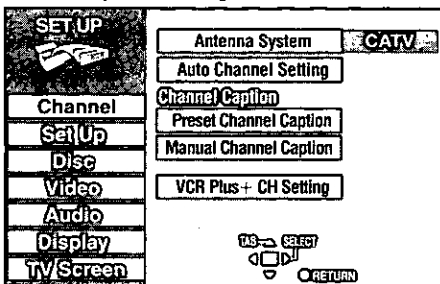 SET UP
Channel
Set Up
Disc
Video
Audio
Display
TV Screen
Antenna System CATV
Auto Channel Setting
Channel Caption
Preset Channel Caption
Manual Channel Caption
VCR Plus+ CH Setting
TAB SELECT
RETURN